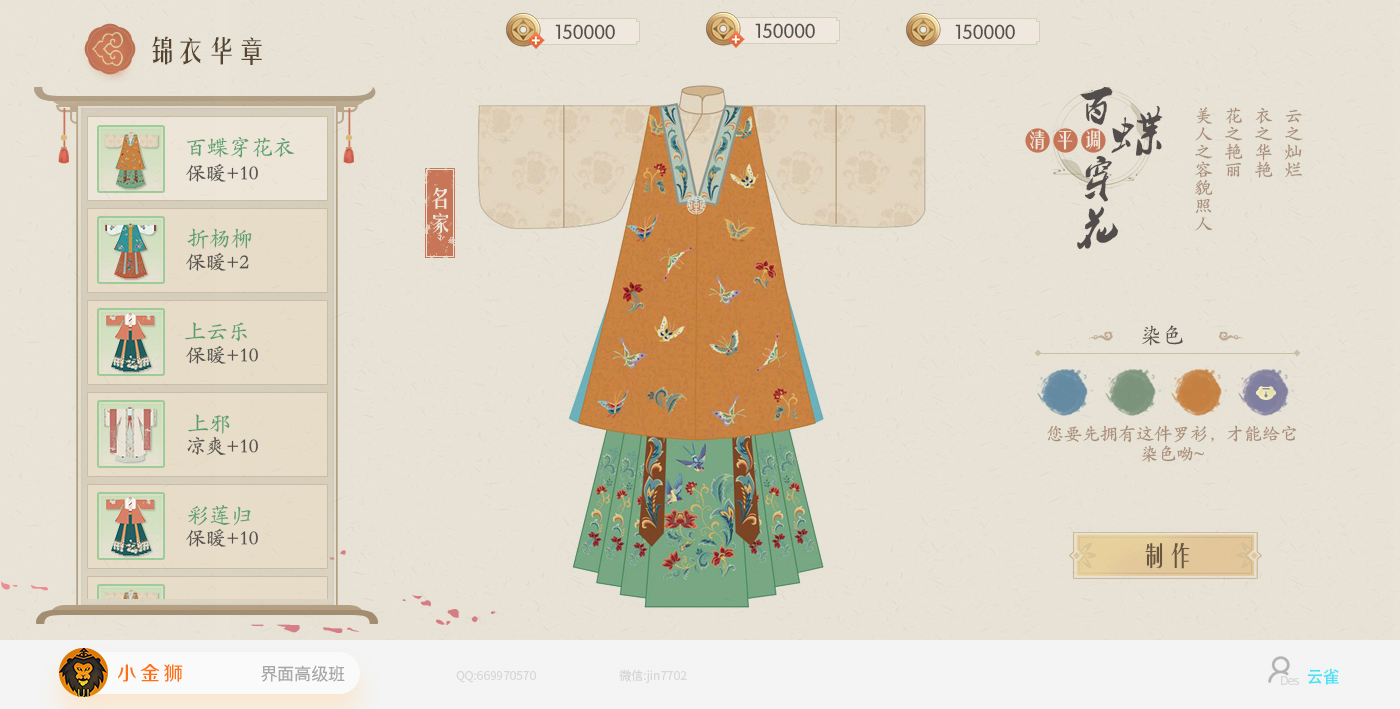 锦衣华章
150000
150000
150000
百蝶穿花衣
保暖+10
折杨柳
保暖+2
上云乐
保暖+10
上邪
凉爽+10
彩莲归
保暖+10
名家
清平调
百蝶穿花
云之灿烂
衣之华艳
花之艳丽
美人之容貌照人
染色
您要先拥有这件罗衫，才能给它
染色呦~
制作
小金狮
界面高级班
QQ:669970570
微信:jin7702
Des
云雀